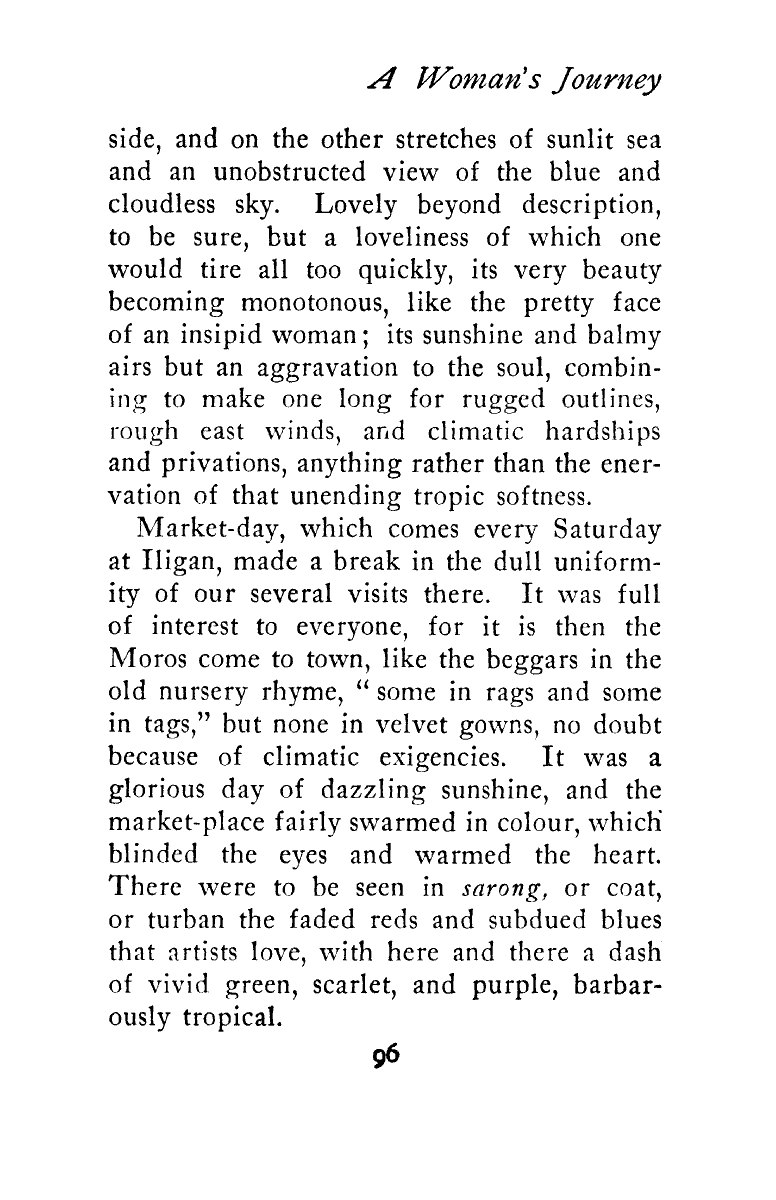 A Woman's Journey
side, and on the other stretches of sunlit sea
and an unobstructed view of the blue and
cloudless sky. Lovely beyond description,
to be sure, but a loveliness of which one
would tire all too quickly, its very beauty
becoming monotonous, like the pretty face
of an insipid woman; its sunshine and balmy
airs but an aggravation to the soul, combin-
ing to make one long for rugged outlines,
rough east winds, and climatic hardships
and privations, anything rather than the ener-
vation of that unending tropic softness.
Market-day, which comes every Saturday
at Iligan, made a break in the dull uniform-
ity of our several visits there. It was full
of interest to everyone, for it is then the
Moros come to town, like the beggars in the
old nursery rhyme, "some in rags and some
in tags," but none in velvet gowns, no doubt
because of climatic exigencies. It was a
glorious day of dazzling sunshine, and the
market-place fairly swarmed in colour, which
blinded the eyes and warmed the heart.
There were to be seen in sarong, or coat,
or turban the faded reds and subdued blues
that artists love, with here and there a dash
of vivid green, scarlet, and purple, barbar-
ously tropical.
96